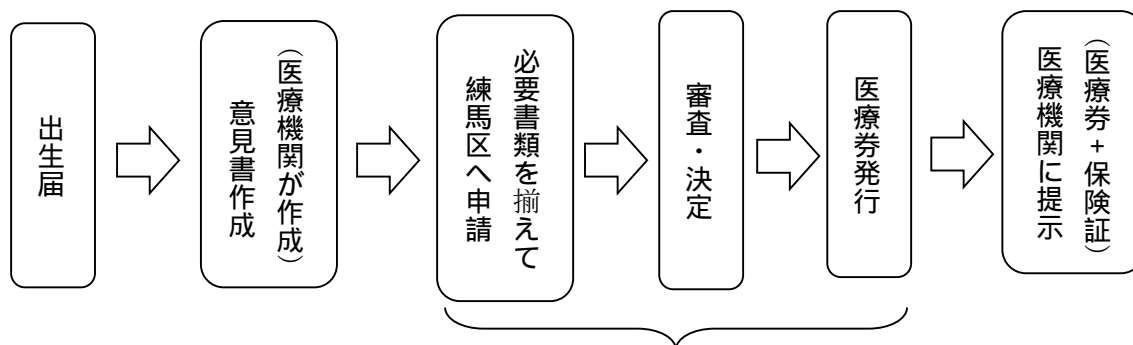 出生届
意見書作成
（医療機関が作成）
必要書類を揃えて
練馬区へ申請
審査・決定
医療券発行
医療機関に提示
（医療券+保険証）